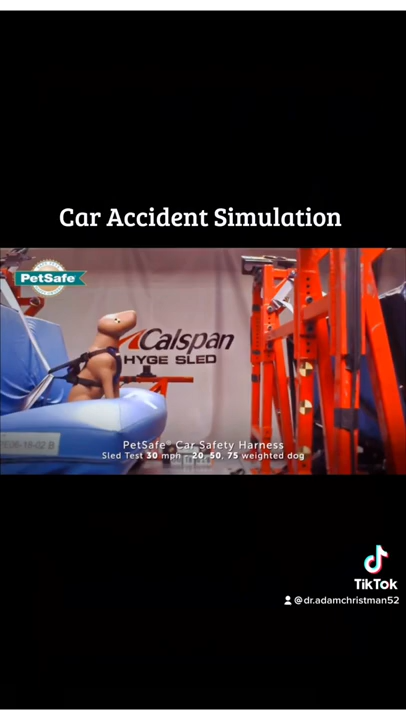 Car Accident Simulation
PetSafe
Calspan
HYGE SLED
PetSafe® Car Safety Harness
Sled Test 30 mph - 20, 50, 75 weighted dog
TikTok
@dr.adamchristman52